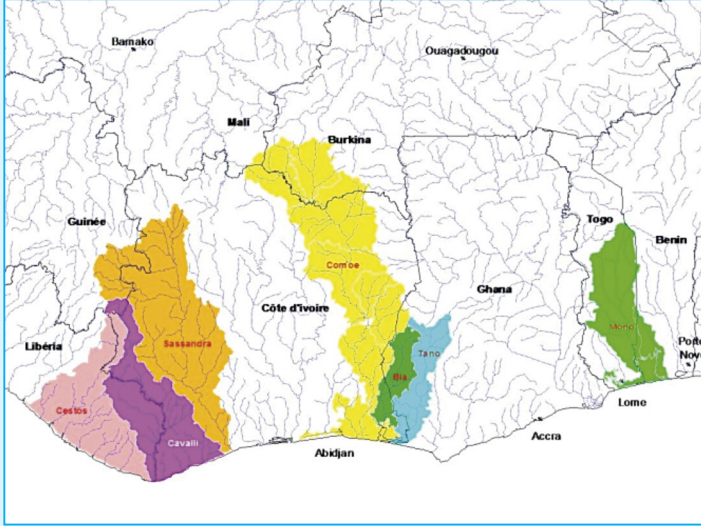 Bamako
Ouagadougou
Mali
Burkina
Guinée
Togo
Benin
Comoe
Ghana
Côte d'ivoire
Mono
Libéria
Sassandra
Porto
Novo
Tano
Bia
Cestos
Lome
Cavalli
Accra
Abidjan